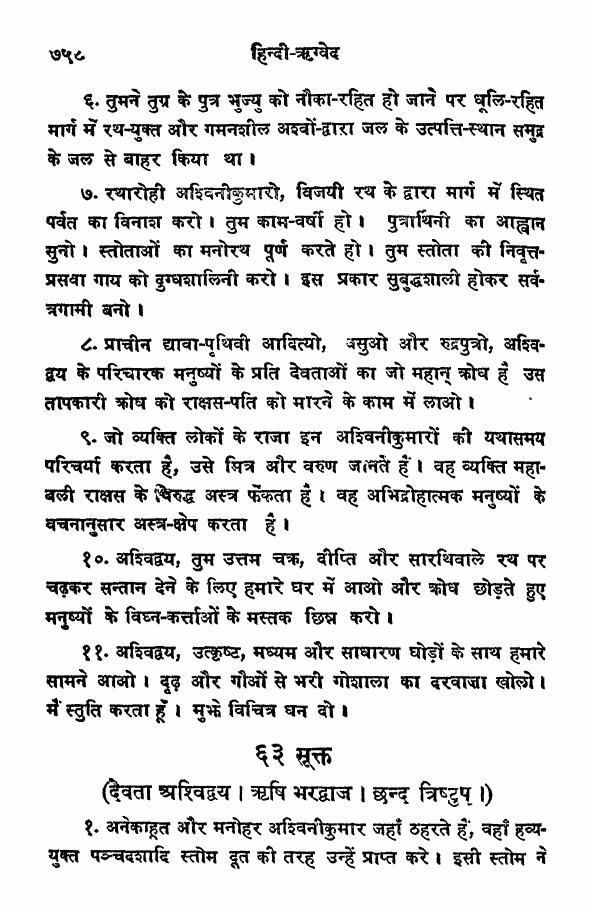 ७५८ हिन्दी-ऋग्वेद
६. तुमने तुग्र के पुत्र भुज्यु को नौका-रहित हो जाने पर धूलि-रहित
मार्ग में रथ-युक्त और गमनशील अश्वों-द्वारा जल के उत्पत्ति-स्थान समुद्र
के जल से बाहर किया था।
७. रथारोही अश्विनीकुमारो, विजयी रथ के द्वारा मार्ग में स्थित
पर्वत का विनाश करो। तुम काम-वर्षी हो। पुत्रार्थिनी का आह्वान
सुनो। स्तोताओं का मनोरथ पूर्ण करते हो। तुम स्तोता की निवृत्त-
प्रसवा गाय को दुग्धशालिनी करो। इस प्रकार सुबुद्धशाली होकर सर्व-
त्रगामी बनो।
८. प्राचीन द्यावा-पृथिवी आदित्यो, वसुओ और रुद्रपुत्रो, अश्वि-
द्वय के परिचारक मनुष्यों के प्रति देवताओं का जो महान् क्रोध है उस
तापकारी क्रोध को राक्षस-पति को मारने के काम में लाओ।
९. जो व्यक्ति लोकों के राजा इन अश्विनीकुमारों की यथासमय
परिचर्या करता है, उसे मित्र और वरुण जानते हैं। वह व्यक्ति महा-
बली राक्षस के विरुद्ध अस्त्र फेंकता है। वह अभिद्रोहात्मक मनुष्यों के
वचनानुसार अस्त्र-क्षेप करता है।
१०. अश्विद्वय, तुम उत्तम चक्र, दीप्ति और सारथिवाले रथ पर
चढ़कर सन्तान देने के लिए हमारे घर में आओ और क्रोध छोड़ते हुए
मनुष्यों के विघ्न-कर्त्ताओं के मस्तक छिन्न करो।
११. अश्विद्वय, उत्कृष्ट, मध्यम और साधारण घोड़ों के साथ हमारे
सामने आओ। दृढ़ और गौओं से भरी गोशाला का दरवाज़ा खोलो।
मैं स्तुति करता हूँ। मुझे विचित्र धन दो।
६३ सूक्त
(देवता अश्विद्वय। ऋषि भरद्वाज। छन्द त्रिष्टुप्।)
१. अनेकाहूत और मनोहर अश्विनीकुमार जहाँ ठहरते हैं, वहाँ हव्य-
युक्त पञ्चदशादि स्तोम दूत की तरह उन्हें प्राप्त करे। इसी स्तोम ने